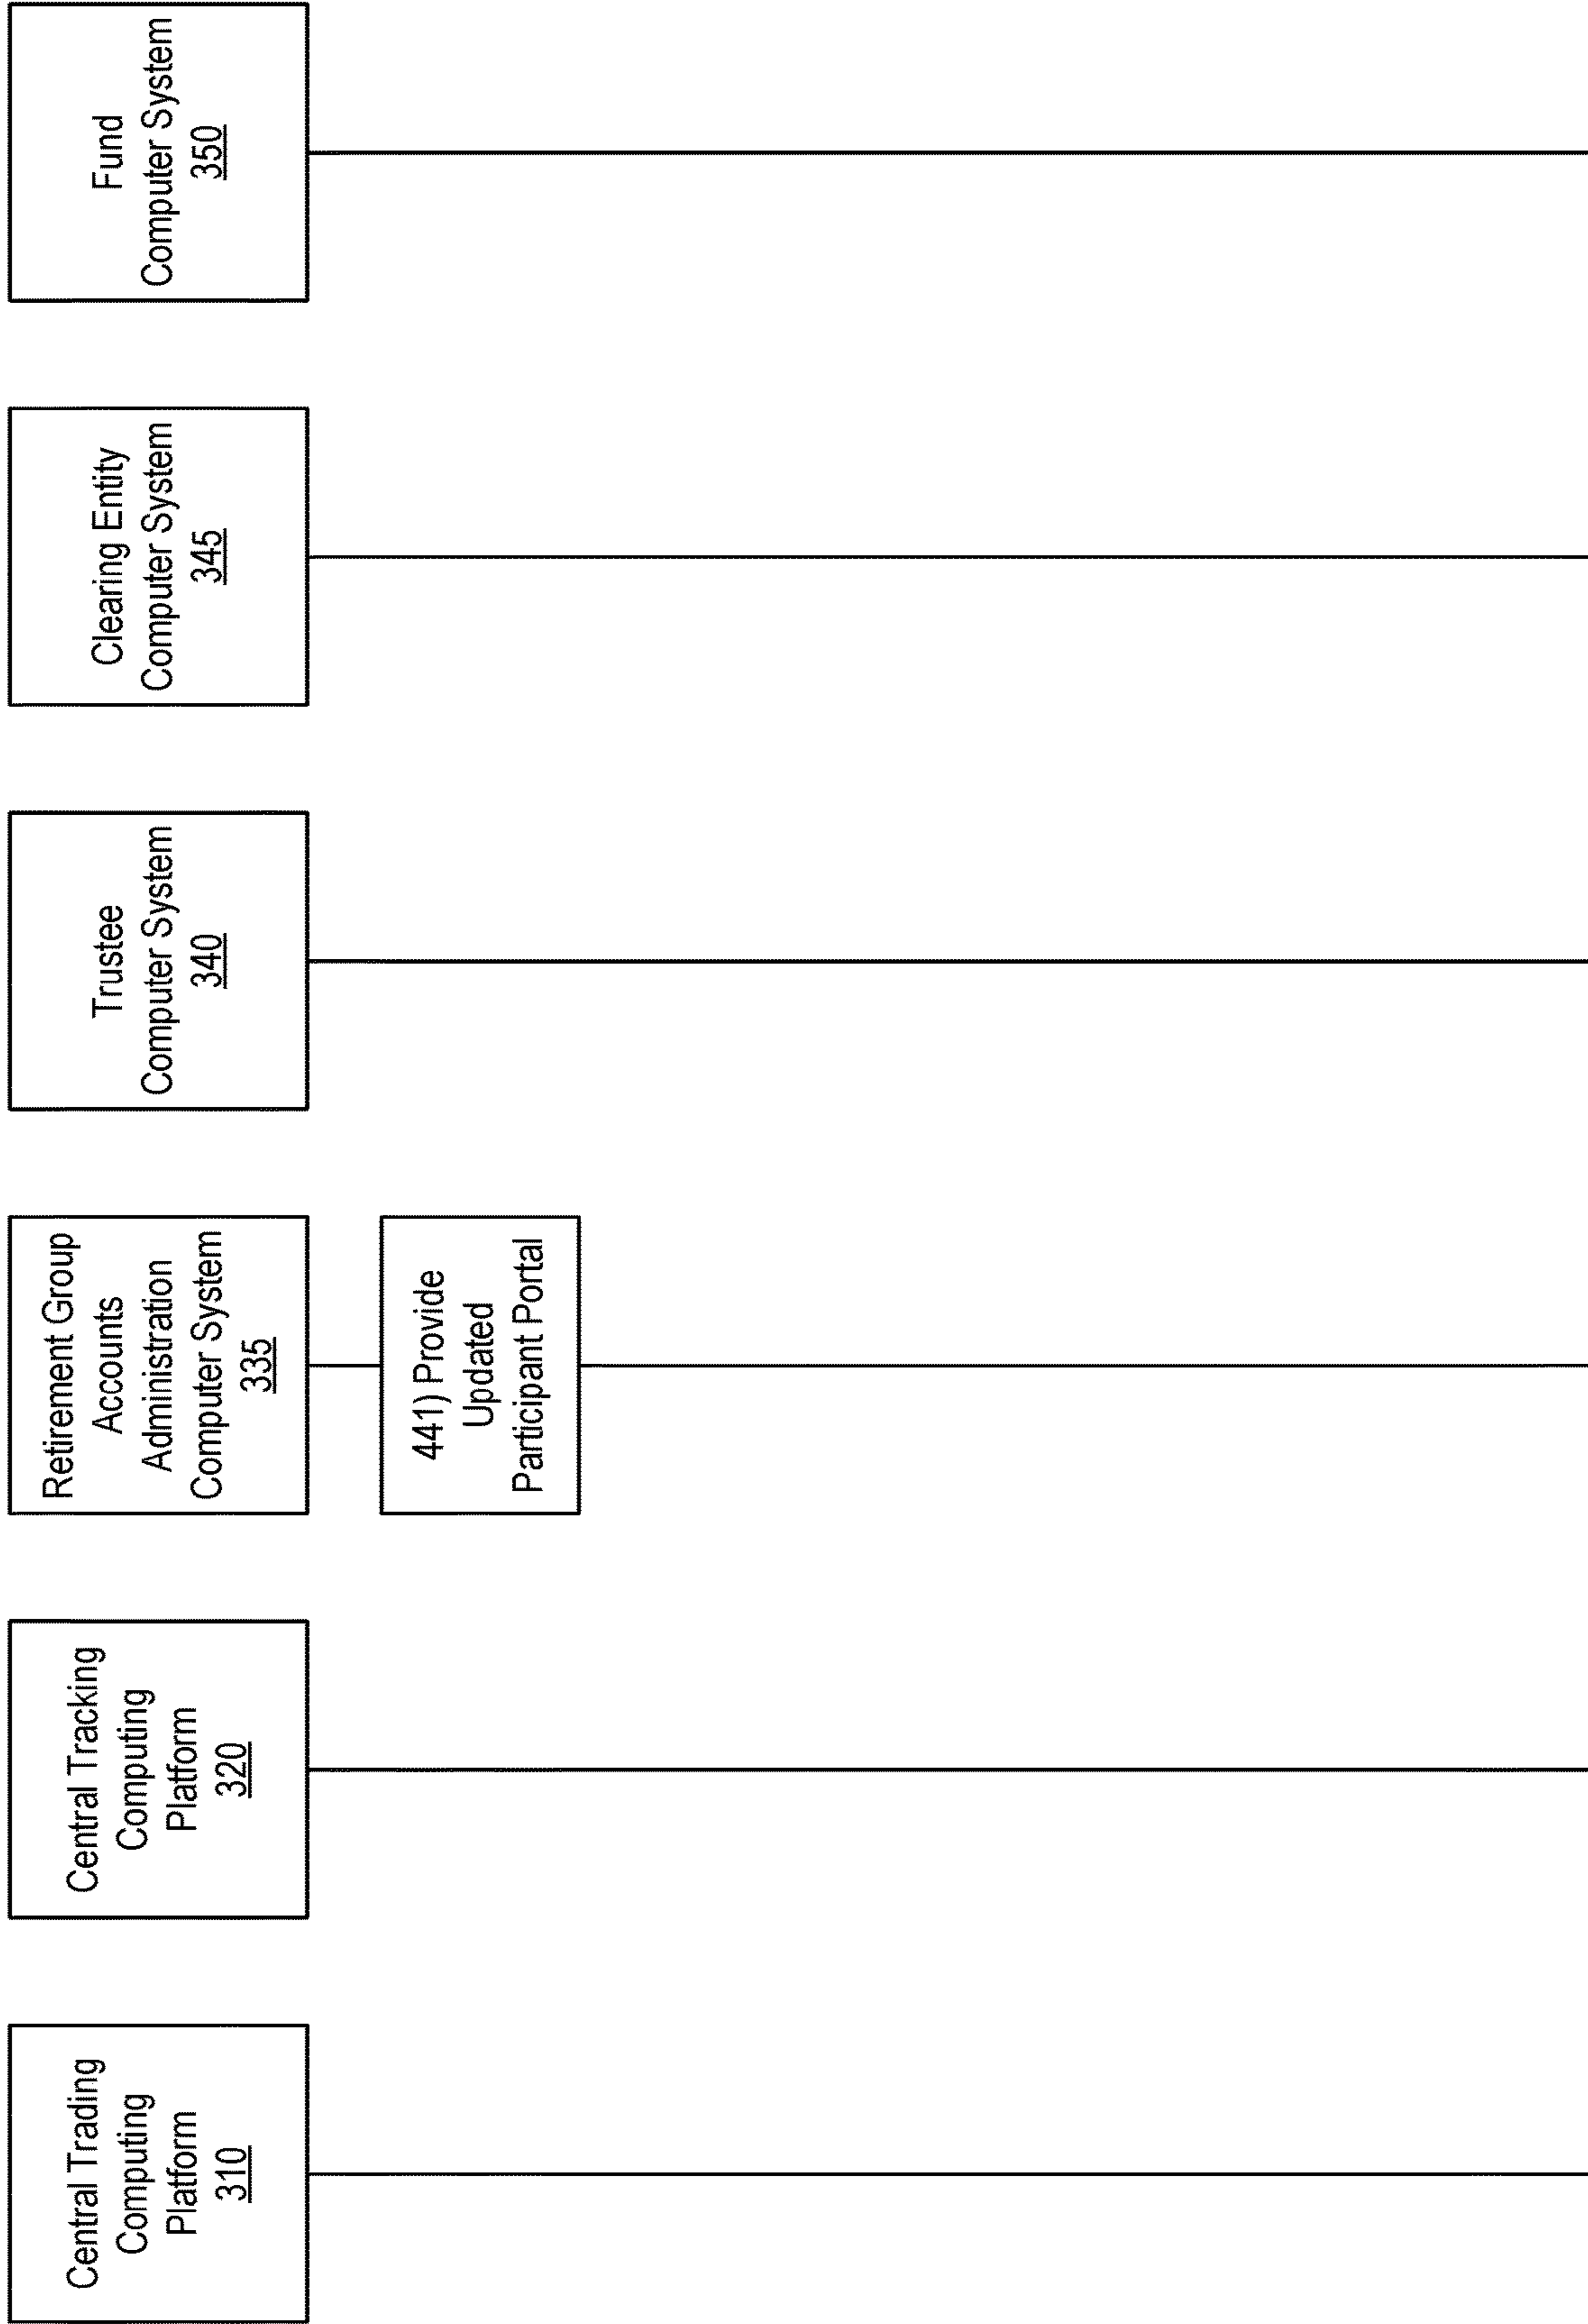 Central Trading
Computing
Platform
310
Central Tracking
Computing
Platform
320
Retirement Group
Accounts
Administration
Computer System
335
Trustee
Computer System
340
Clearing Entity
Computer System
345
Fund
Computer System
350
441) Provide
Updated
Participant Portal